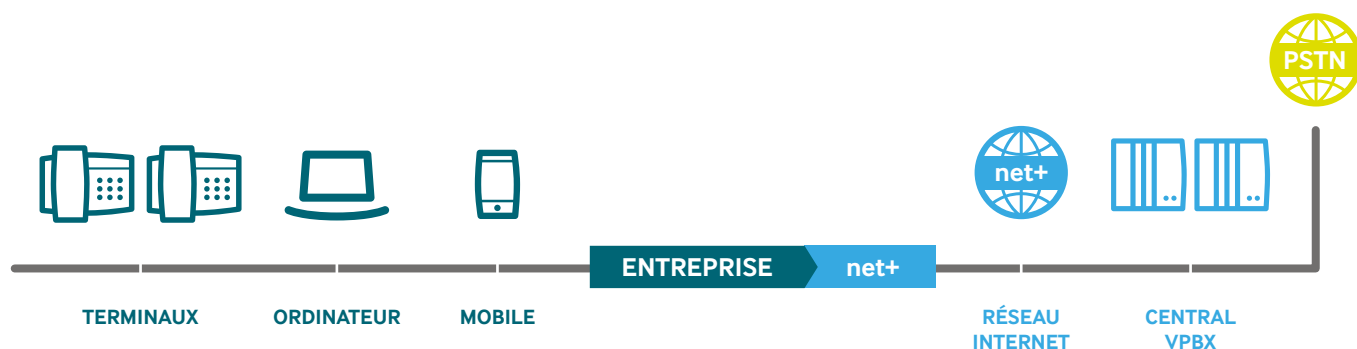 PSTN
net+
ENTREPRISE
net+
TERMINAUX
ORDINATEUR
MOBILE
RÉSEAU
INTERNET
CENTRAL
VPBX